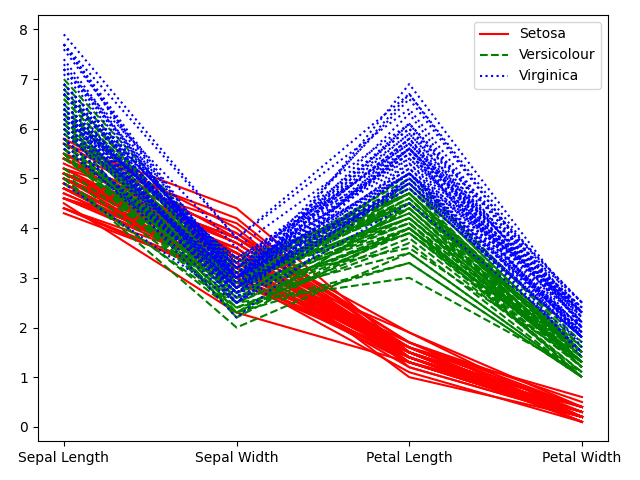 8
7
6
5
4
3
2
1
0
Sepal Length
Sepal Width
Petal Length
Petal Width
Setosa
Versicolour
Virginica